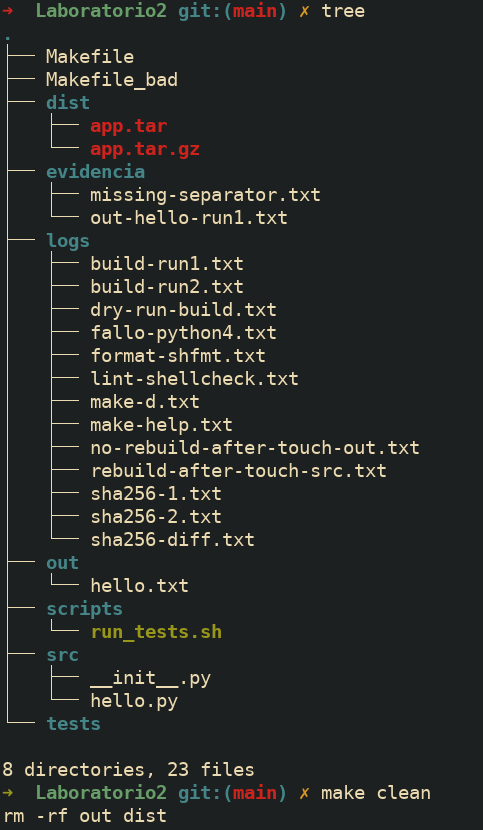 ➜  Laboratorio2 git:(main) ✗ tree
.
├── Makefile
├── Makefile_bad
├── dist
│   ├── app.tar
│   └── app.tar.gz
├── evidencia
│   ├── missing-separator.txt
│   └── out-hello-run1.txt
├── logs
│   ├── build-run1.txt
│   ├── build-run2.txt
│   ├── dry-run-build.txt
│   ├── fallo-python4.txt
│   ├── format-shfmt.txt
│   ├── lint-shellcheck.txt
│   ├── make-d.txt
│   ├── make-help.txt
│   ├── no-rebuild-after-touch-out.txt
│   ├── rebuild-after-touch-src.txt
│   ├── sha256-1.txt
│   ├── sha256-2.txt
│   └── sha256-diff.txt
├── out
│   └── hello.txt
├── scripts
│   └── run_tests.sh
├── src
│   ├── __init__.py
│   └── hello.py
└── tests

8 directories, 23 files
➜  Laboratorio2 git:(main) ✗ make clean
rm -rf out dist